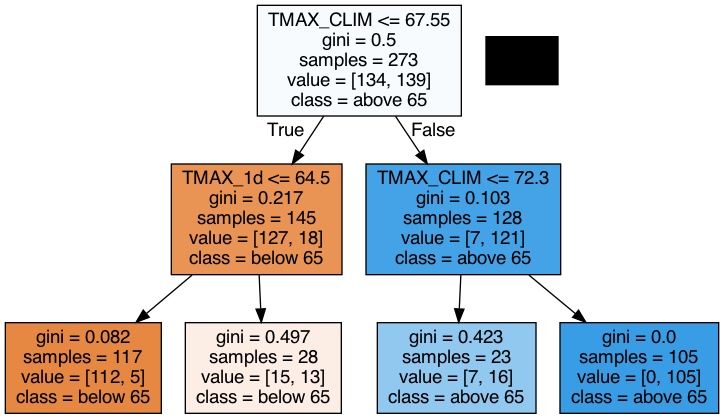 TMAX_CLIM <= 67.55
gini = 0.5
samples = 273
value = [134, 139]
class = above 65
True
False
TMAX_1d <= 64.5
gini = 0.217
samples = 145
value = [127, 18]
class = below 65
TMAX_CLIM <= 72.3
gini = 0.103
samples = 128
value = [7, 121]
class = above 65
gini = 0.082
samples = 117
value = [112, 5]
class = below 65
gini = 0.497
samples = 28
value = [15, 13]
class = below 65
gini = 0.423
samples = 23
value = [7, 16]
class = above 65
gini = 0.0
samples = 105
value = [0, 105]
class = above 65